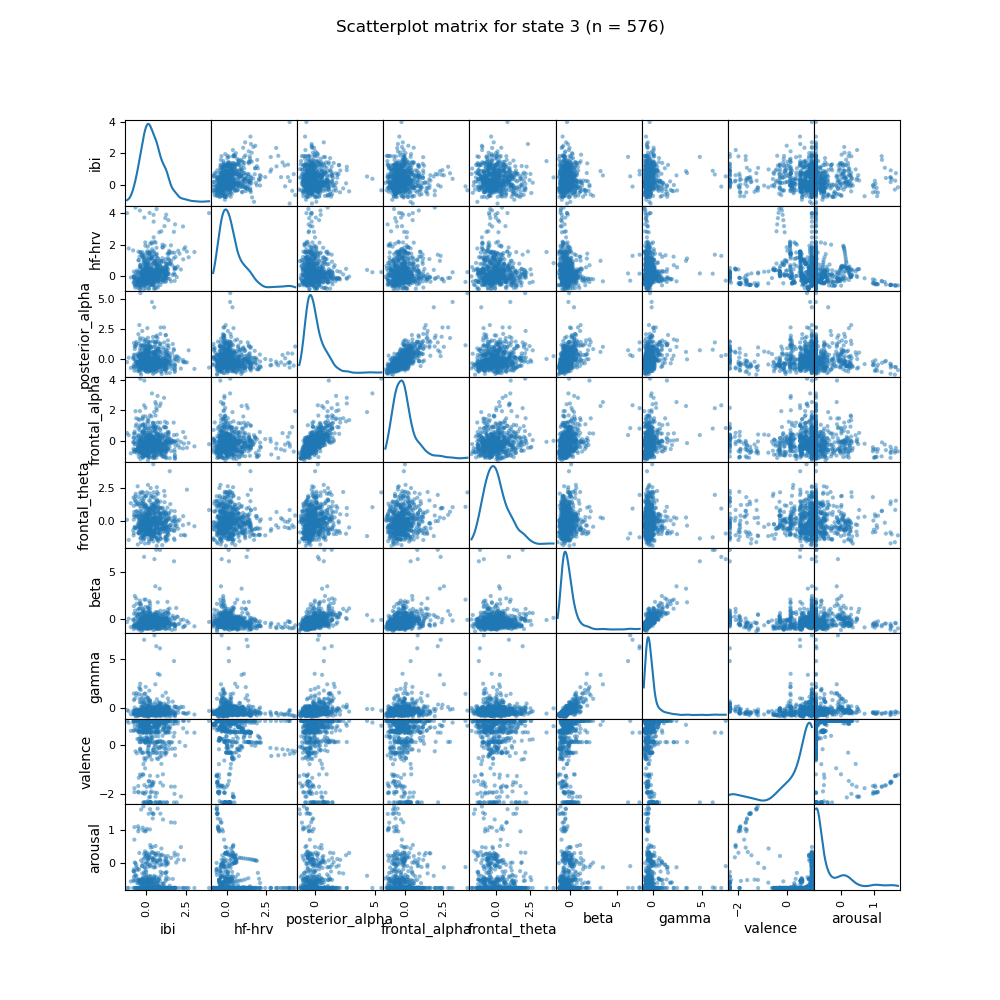 Scatterplot matrix for state 3 (n = 576)
ibi
4
2
0
hf-hrv
4
2
0
posterior_alpha
5.0
2.5
0.0
frontal_alpha
4
2
0
frontal_theta
2.5
0.0
beta
5
0
gamma
5
0
valence
0
−2
arousal
1
0
0.0
2.5
0.0
2.5
0
5
0.0
2.5
0.0
2.5
0
5
0
5
−2
0
0
1
ibi
hf-hrv
posterior_alpha
frontal_alpha
frontal_theta
beta
gamma
valence
arousal